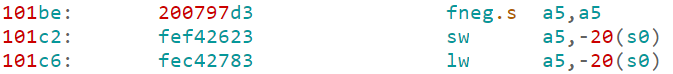 101be: 200797d3 fneg.s a5,a5
101c2: fef42623 sw a5,-20(s0)
101c6: fec42783 lw a5,-20(s0)